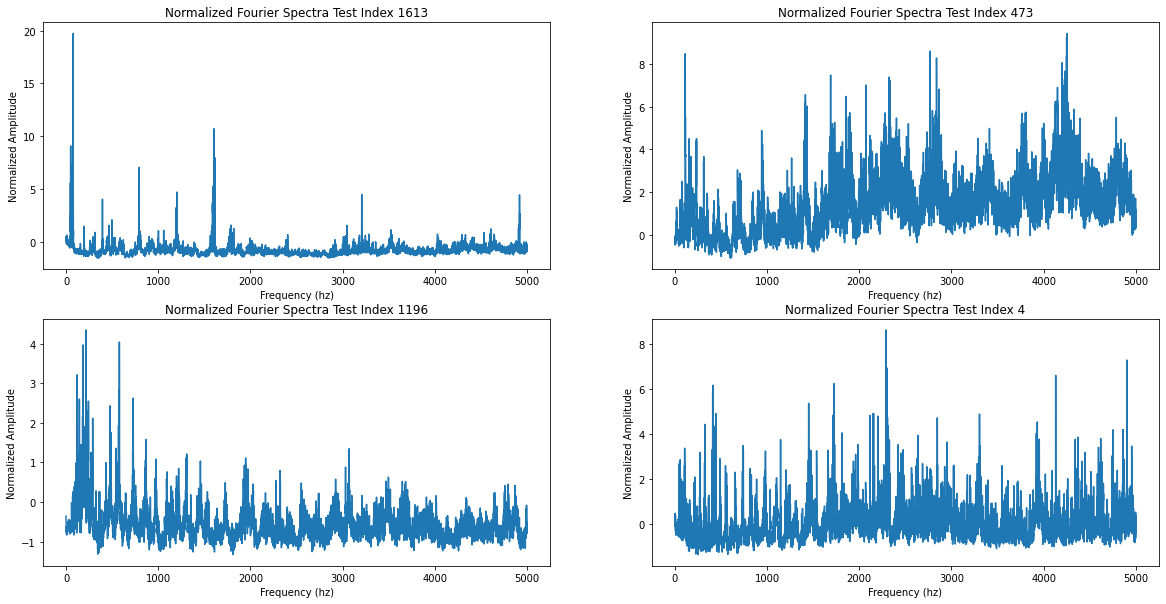 Normalized Fourier Spectra Test Index 1613
Normalized Amplitude
20
15
10
5
0
0 1000 2000 3000 4000 5000
Frequency (hz)
Normalized Fourier Spectra Test Index 473
Normalized Amplitude
8
6
4
2
0
0 1000 2000 3000 4000 5000
Frequency (hz)
Normalized Fourier Spectra Test Index 1196
Normalized Amplitude
4
3
2
1
0
−1
0 1000 2000 3000 4000 5000
Frequency (hz)
Normalized Fourier Spectra Test Index 4
Normalized Amplitude
8
6
4
2
0
0 1000 2000 3000 4000 5000
Frequency (hz)